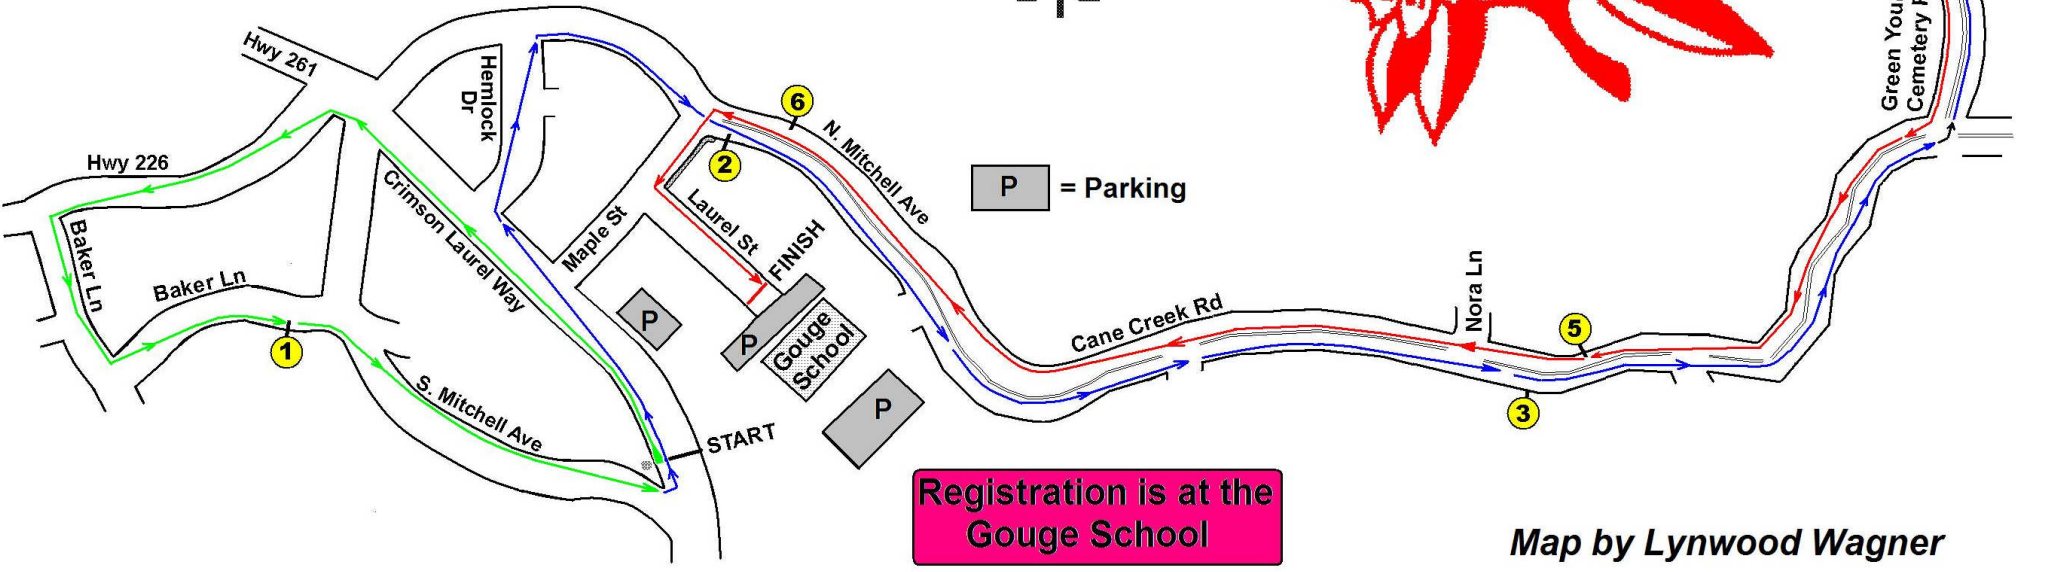 Hwy 261
Hemlock
Dr
6
N. Mitchell Ave
Green
Cemetery
2
Hwy 226
P = Parking
Crimson Laurel Way
Laurel St
Maple St
FINISH
Baker Ln
Baker Ln
Nora Ln
Cane Creek Rd
P
P
Gouge
School
1
5
S. Mitchell Ave
P
3
START
Registration is at the
Gouge School
Map by Lynwood Wagner